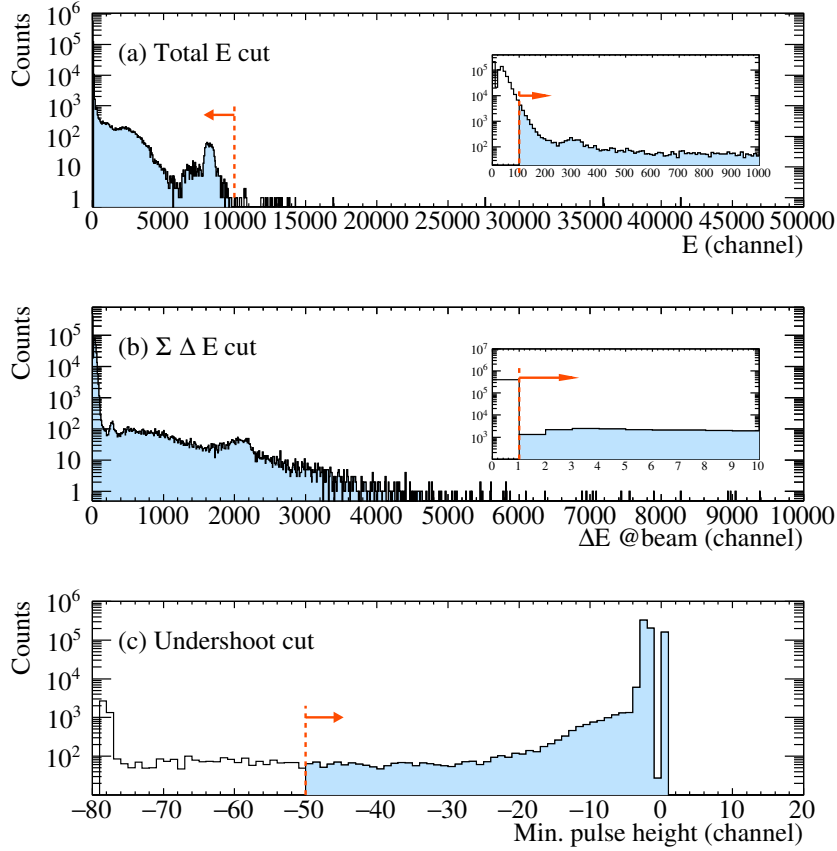 Counts
10⁶
10⁵
10⁴
10³
10²
10
1
(a) Total E cut
10⁵
10⁴
10³
10²
0 100 200 300 400 500 600 700 800 900 1000
0 5000 10000 15000 20000 25000 30000 35000 40000 45000 50000
E (channel)
Counts
10⁵
10⁴
10³
10²
10
1
(b) Σ Δ E cut
10⁷
10⁶
10⁵
10⁴
10³
0 1 2 3 4 5 6 7 8 9 10
0 1000 2000 3000 4000 5000 6000 7000 8000 9000 10000
ΔE @beam (channel)
Counts
10⁶
10⁵
10⁴
10³
10²
(c) Undershoot cut
−80 −70 −60 −50 −40 −30 −20 −10 0 10 20
Min. pulse height (channel)